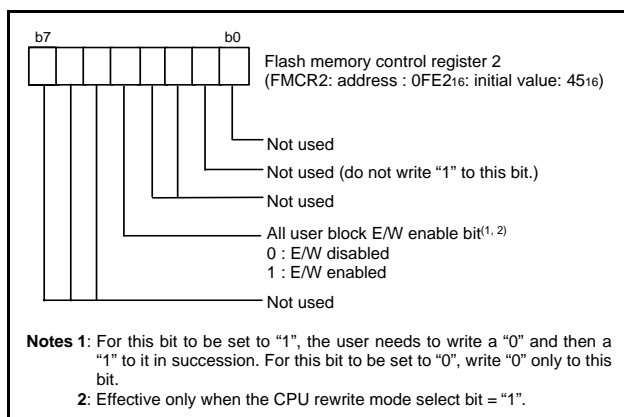 b7 b0
Flash memory control register 2
(FMCR2: address : 0FE216: initial value: 4516)
Not used
Not used (do not write “1” to this bit.)
Not used
All user block E/W enable bit(1, 2)
0 : E/W disabled
1 : E/W enabled
Not used
Notes 1: For this bit to be set to “1”, the user needs to write a “0” and then a
“1” to it in succession. For this bit to be set to “0”, write “0” only to this
bit.
2: Effective only when the CPU rewrite mode select bit = “1”.